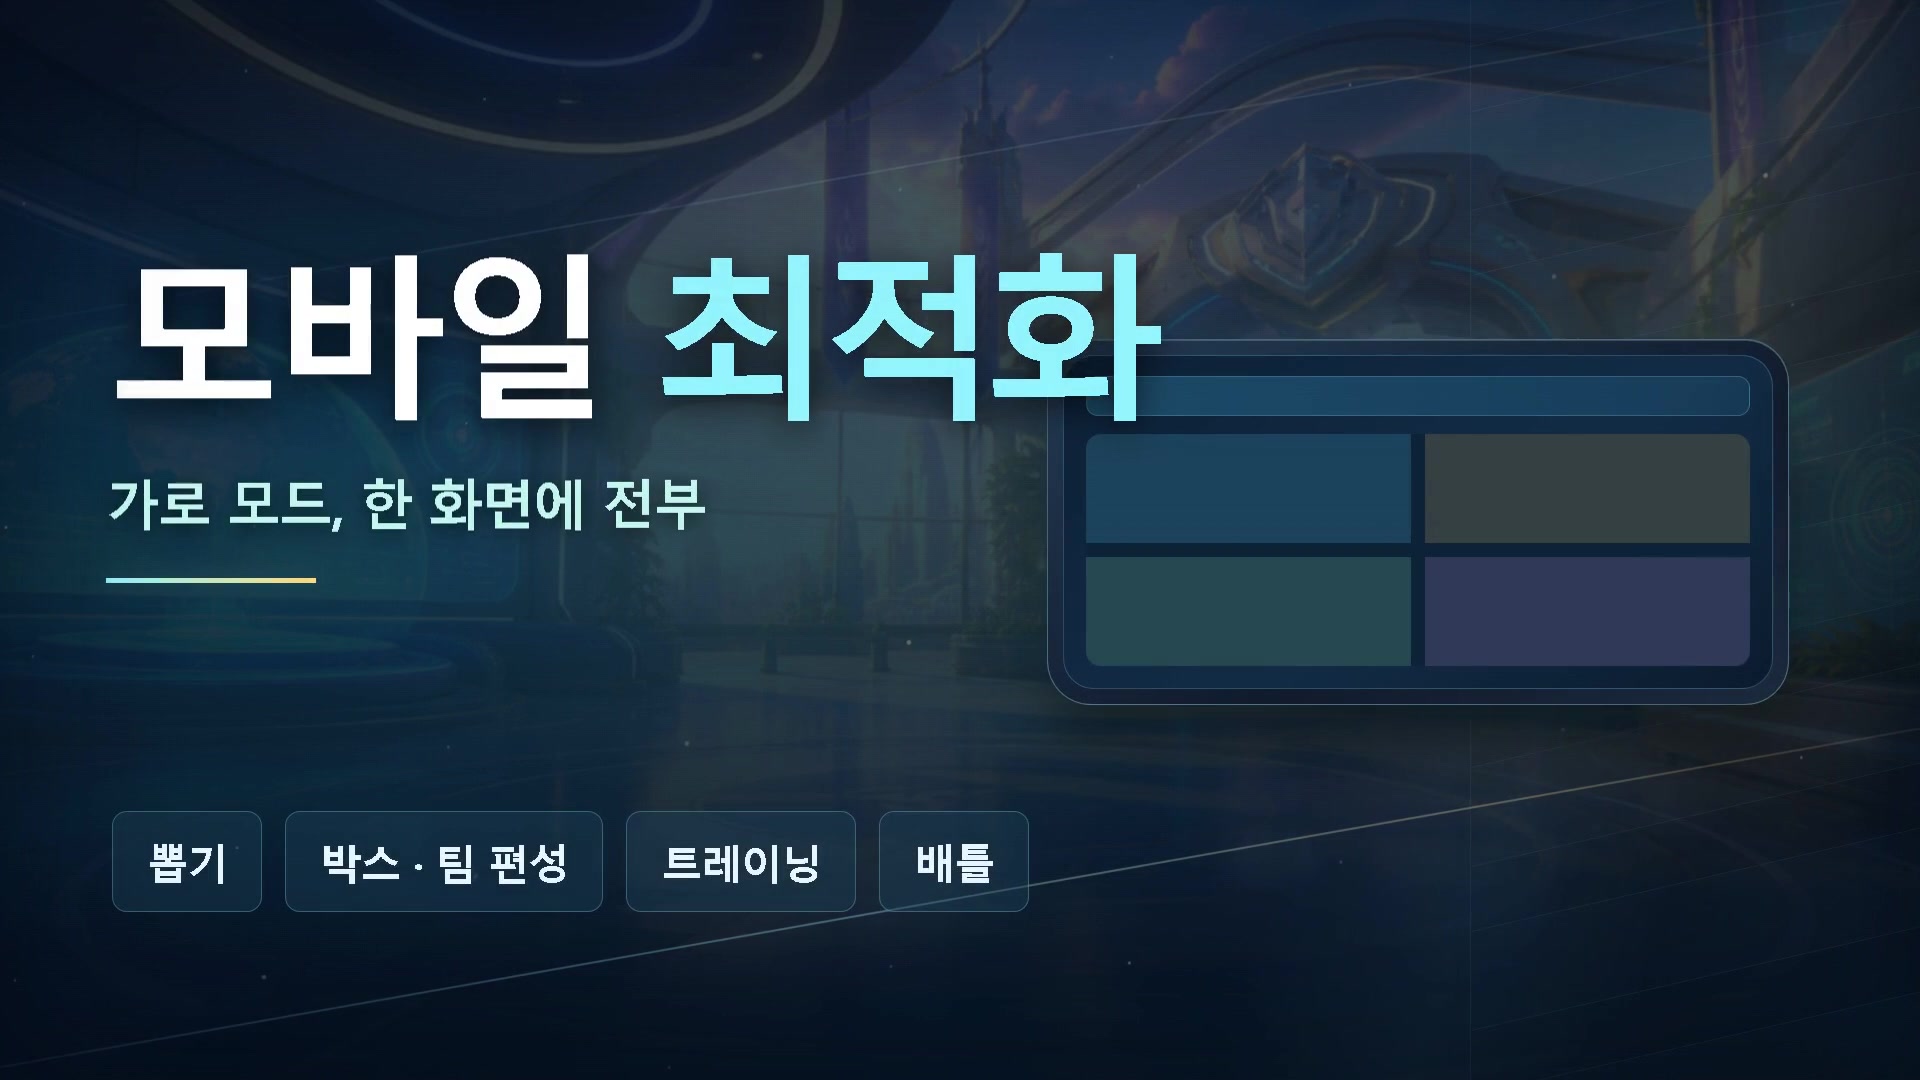 모바일 최적화
가로 모드, 한 화면에 전부
뽑기
박스 · 팀 편성
트레이닝
배틀